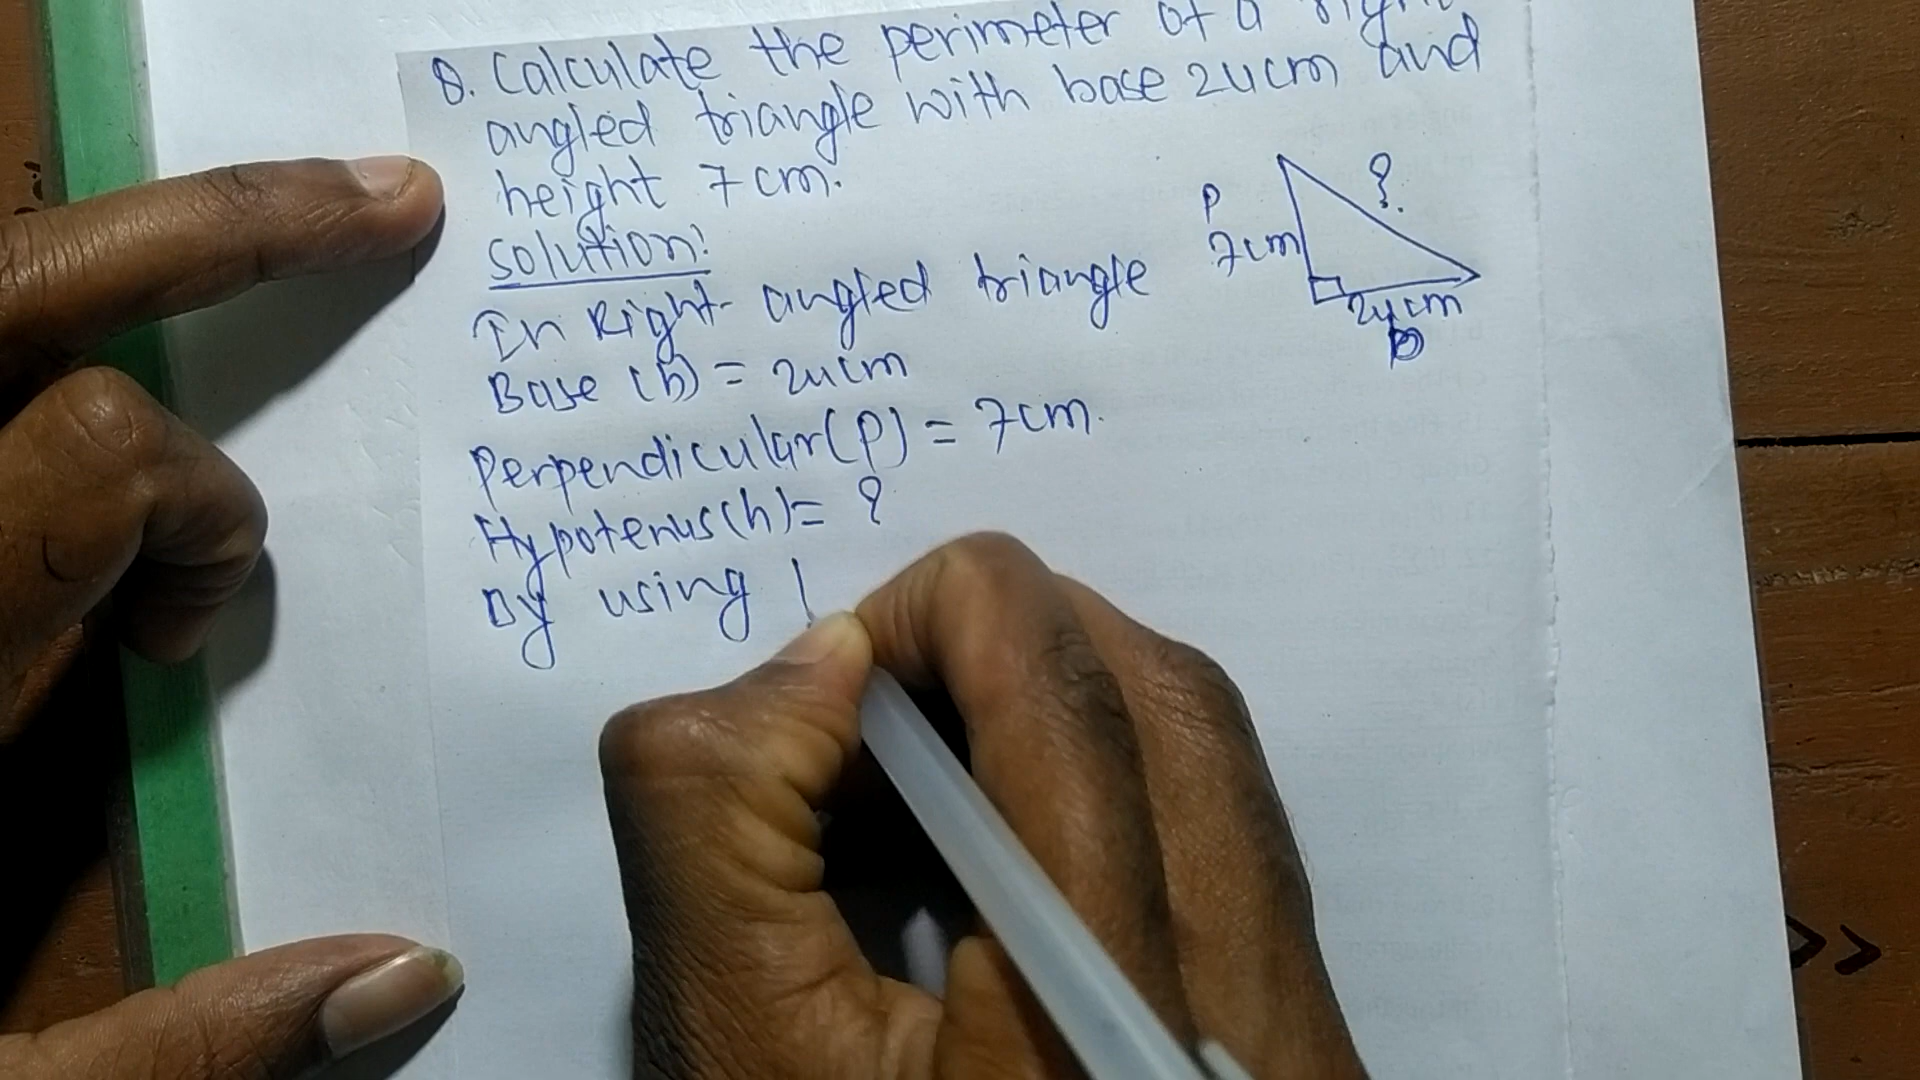 Q. Calculate the perimeter of a right
angled triangle with base 24cm and
height 7cm.
Solution:
In Right-angled triangle
Base (b) = 24cm
Perpendicular(P) = 7cm.
Hypotenus(h)= ?
By using
P
7cm
?
24cm
b